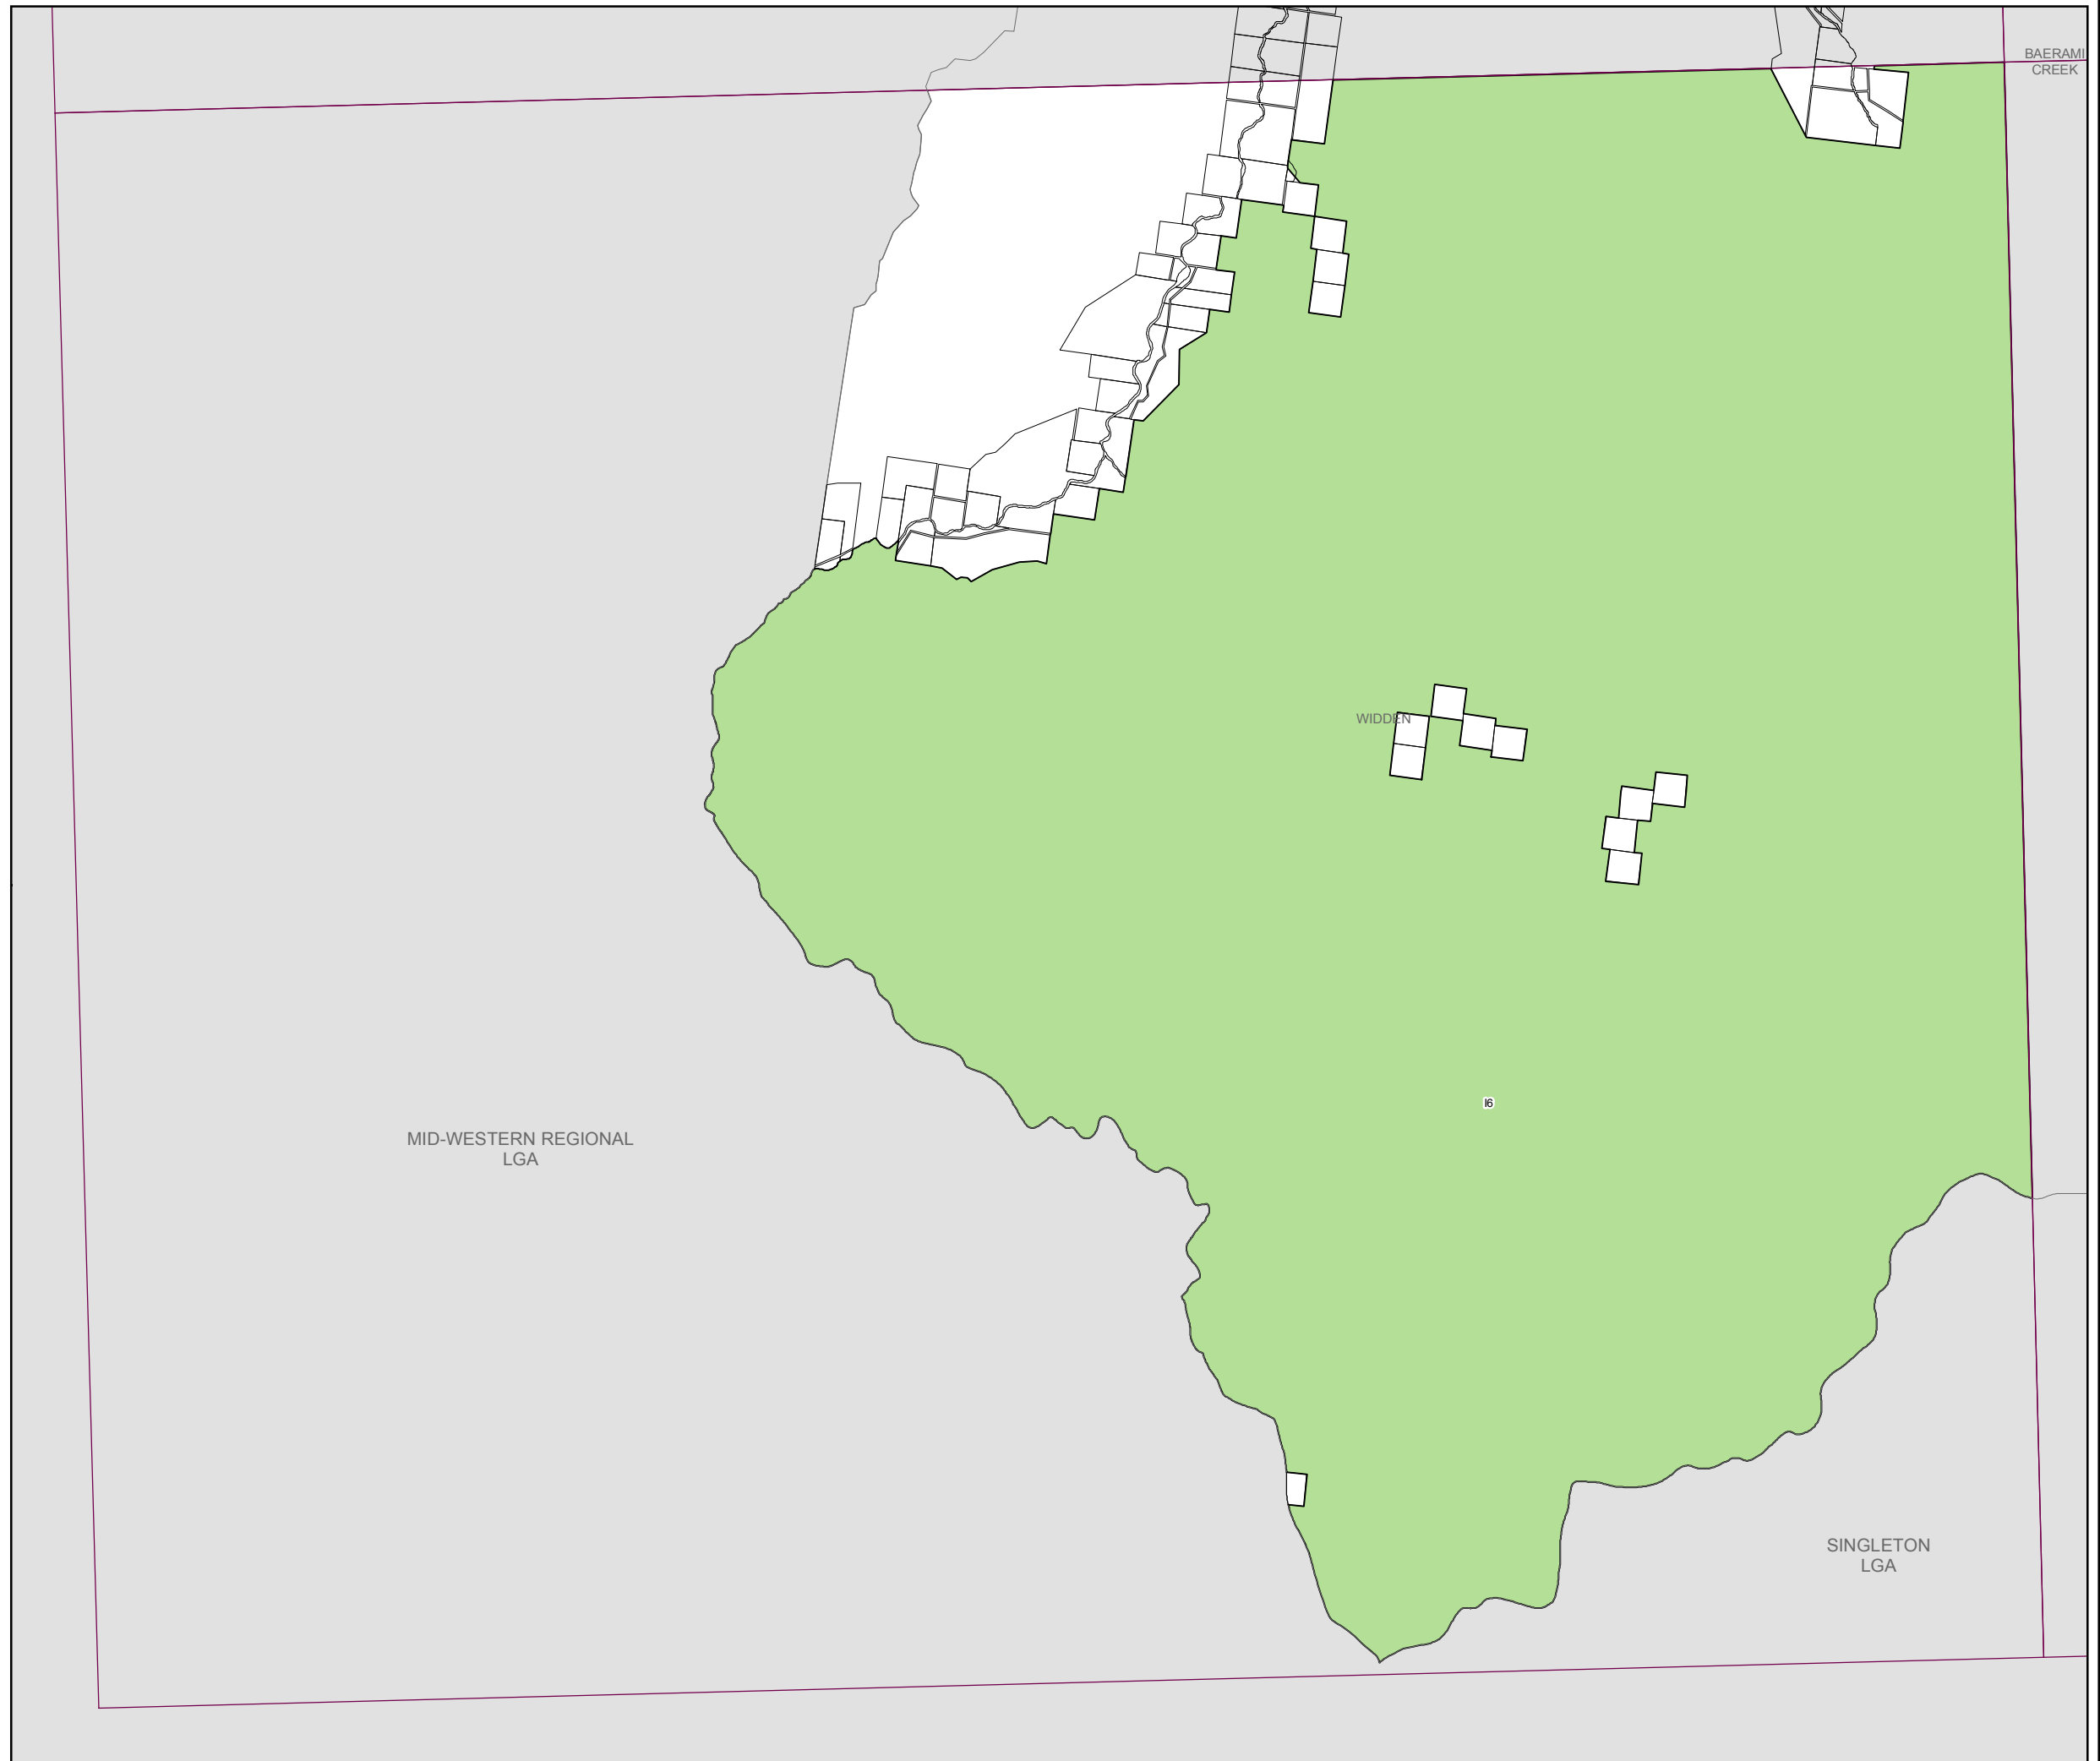 BAERAMI
CREEK
WIDDEN
I6
MID-WESTERN REGIONAL
LGA
SINGLETON
LGA